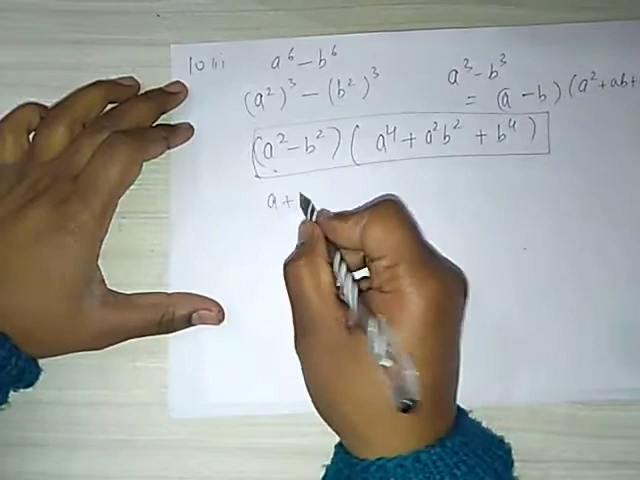 10 iii a⁶ - b⁶
(a²)³ - (b²)³
a³ - b³
= (a - b) (a² + ab +
(a² - b²) ( a⁴ + a²b² + b⁴ )
a +